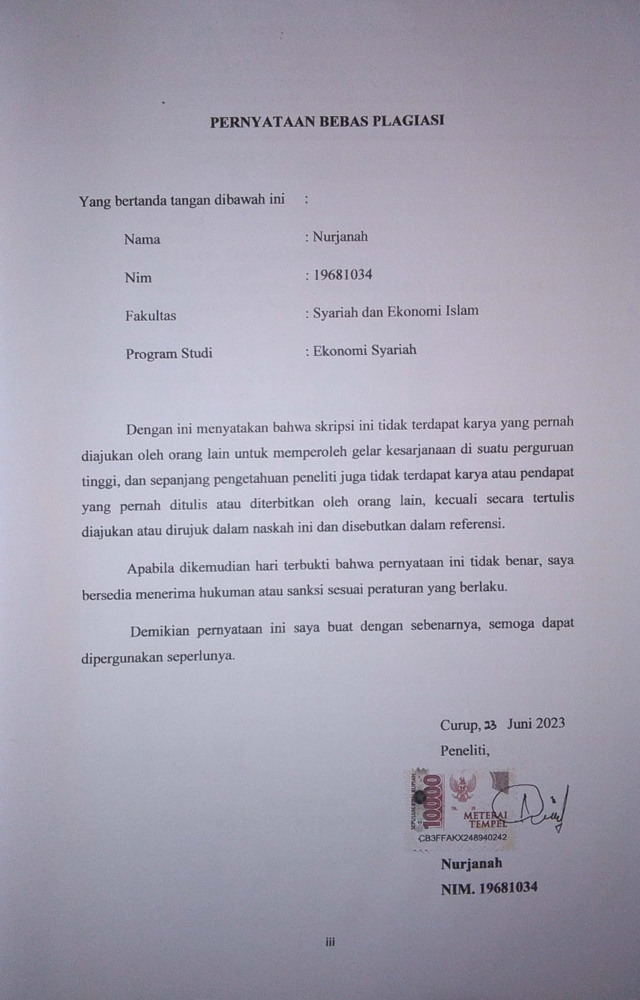 PERNYATAAN BEBAS PLAGIASI
Yang bertanda tangan dibawah ini :
Nama : Nurjanah
Nim : 19681034
Fakultas : Syariah dan Ekonomi Islam
Program Studi : Ekonomi Syariah
Dengan ini menyatakan bahwa skripsi ini tidak terdapat karya yang pernah
diajukan oleh orang lain untuk memperoleh gelar kesarjanaan di suatu perguruan
tinggi, dan sepanjang pengetahuan peneliti juga tidak terdapat karya atau pendapat
yang pernah ditulis atau diterbitkan oleh orang lain, kecuali secara tertulis
diajukan atau dirujuk dalam naskah ini dan disebutkan dalam referensi.
Apabila dikemudian hari terbukti bahwa pernyataan ini tidak benar, saya
bersedia menerima hukuman atau sanksi sesuai peraturan yang berlaku.
Demikian pernyataan ini saya buat dengan sebenarnya, semoga dapat
dipergunakan seperlunya.
Curup, 23 Juni 2023
Peneliti,
SEPULUH RIBU RUPIAH
10000
TGL. 20
METERAI
TEMPEL
CB3FFAKX248940242
Nurjanah
NIM. 19681034
iii